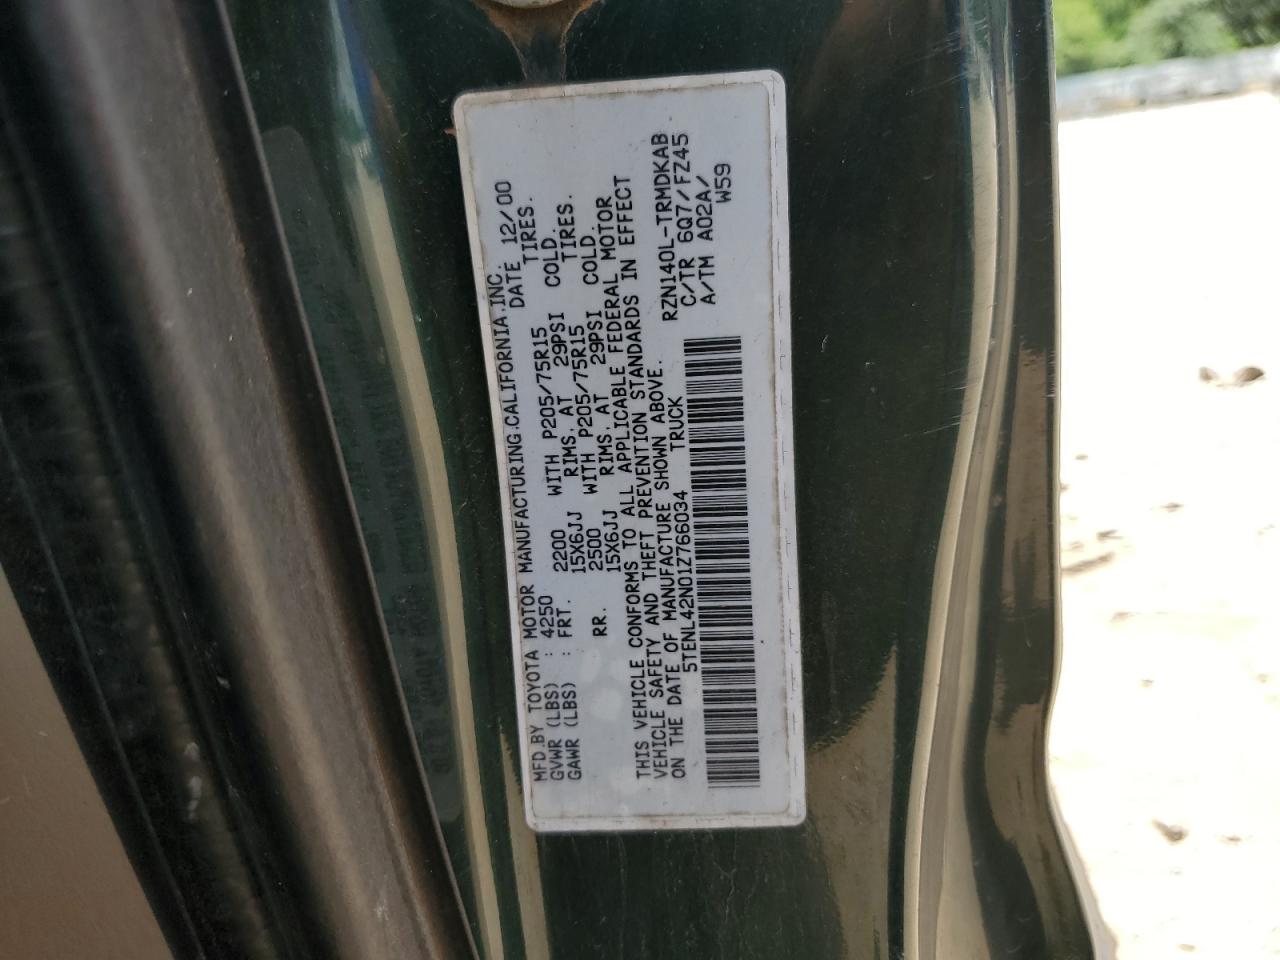 MFD.BY TOYOTA MOTOR MANUFACTURING.CALIFORNIA.INC.
GVWR (LBS) : 4250 DATE 12/00
GAWR (LBS) : FRT. 2200 WITH P205/75R15 TIRES.
15X6JJ RIMS. AT 29PSI COLD.
RR. 2500 WITH P205/75R15 TIRES.
15X6JJ RIMS. AT 29PSI COLD.
THIS VEHICLE CONFORMS TO ALL APPLICABLE FEDERAL MOTOR
VEHICLE SAFETY AND THEFT PREVENTION STANDARDS IN EFFECT
ON THE DATE OF MANUFACTURE SHOWN ABOVE.
5TENL42N01Z766034 TRUCK
RZN140L-TRMDKAB
C/TR 6Q7/FZ45
A/TM A02A/
W59